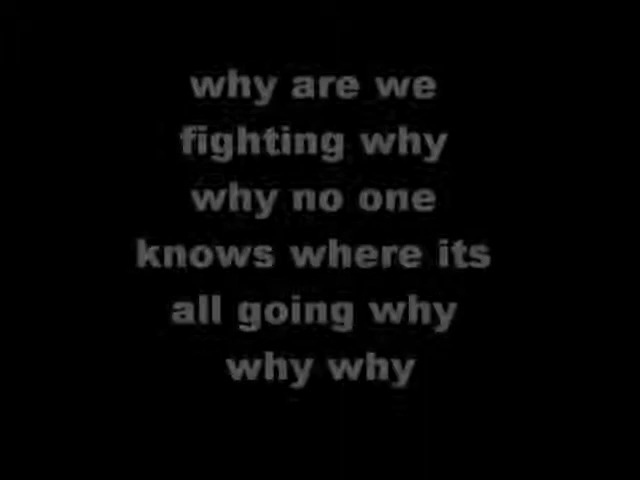 why are we
fighting why
why no one
knows where its
all going why
why why